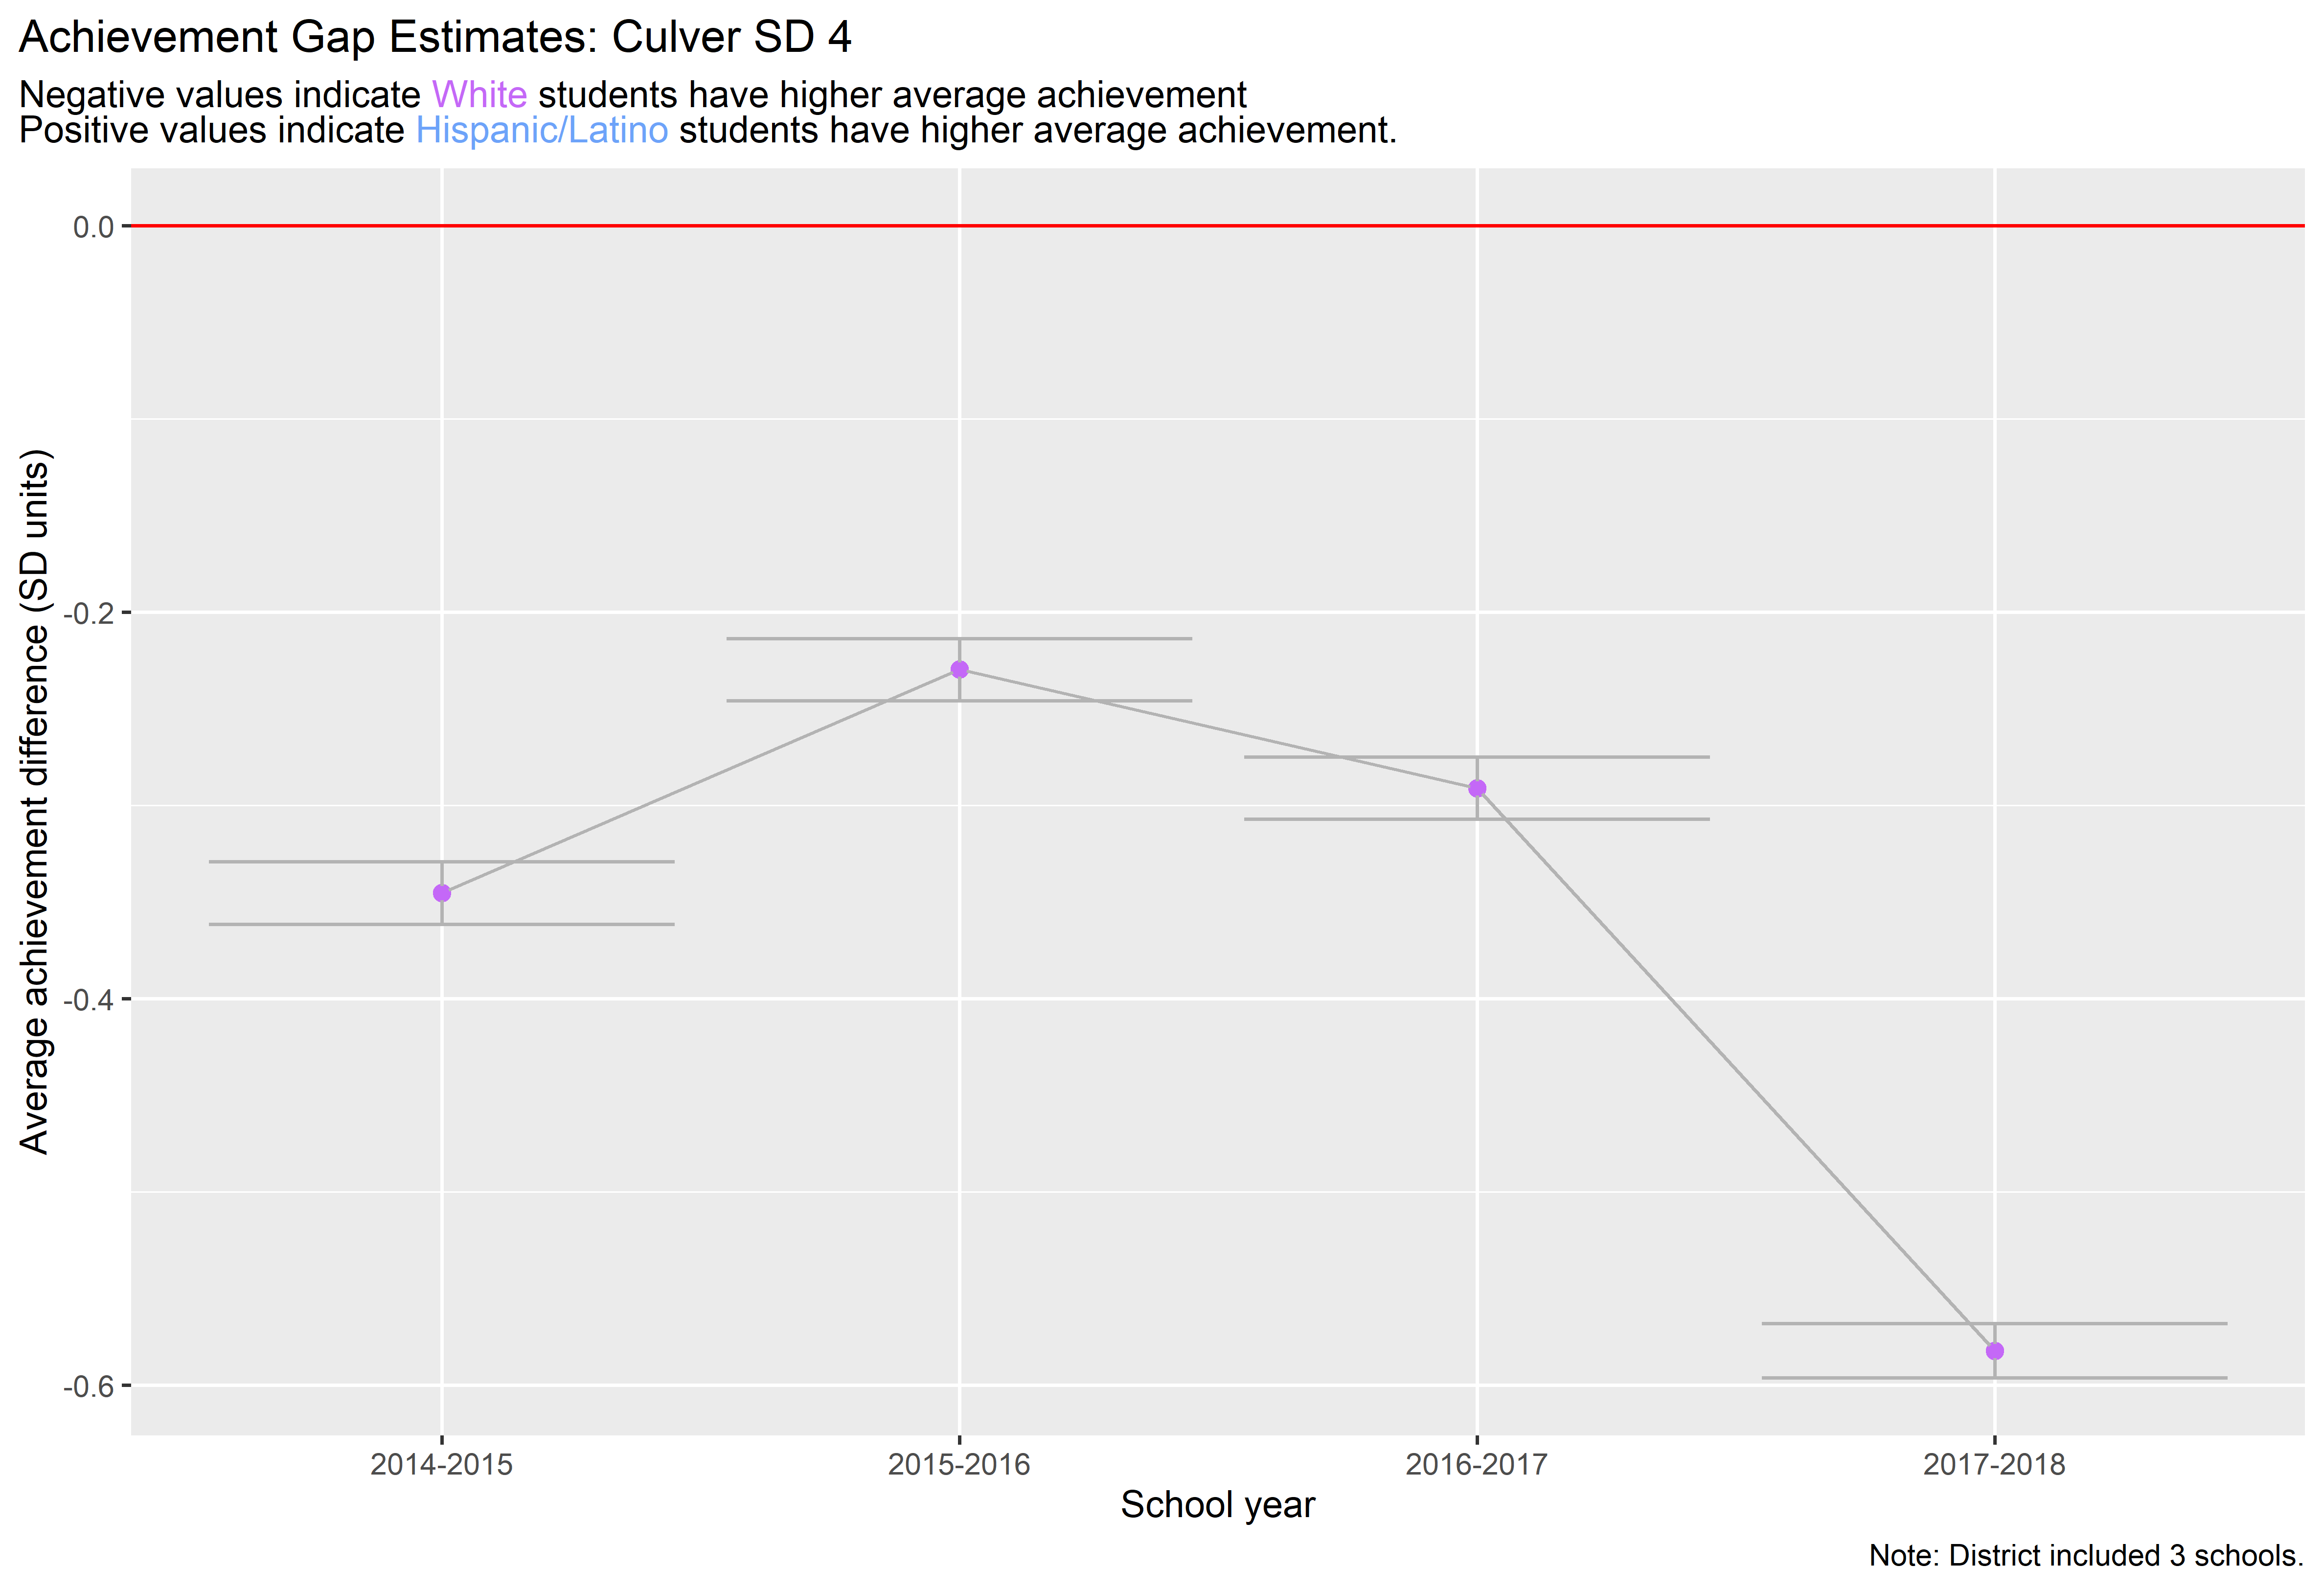 Achievement Gap Estimates: Culver SD 4
Negative values indicate White students have higher average achievement
Positive values indicate Hispanic/Latino students have higher average achievement.
Average achievement difference (SD units)
0.0
-0.2
-0.4
-0.6
2014-2015
2015-2016
2016-2017
2017-2018
School year
Note: District included 3 schools.